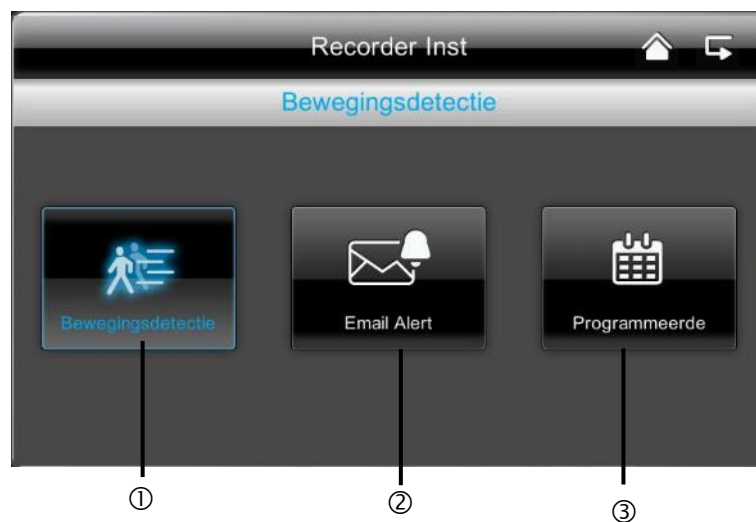 Recorder Inst
Bewegingsdetectie
Bewegingsdetectie Email Alert Programmeerde
① ② ③